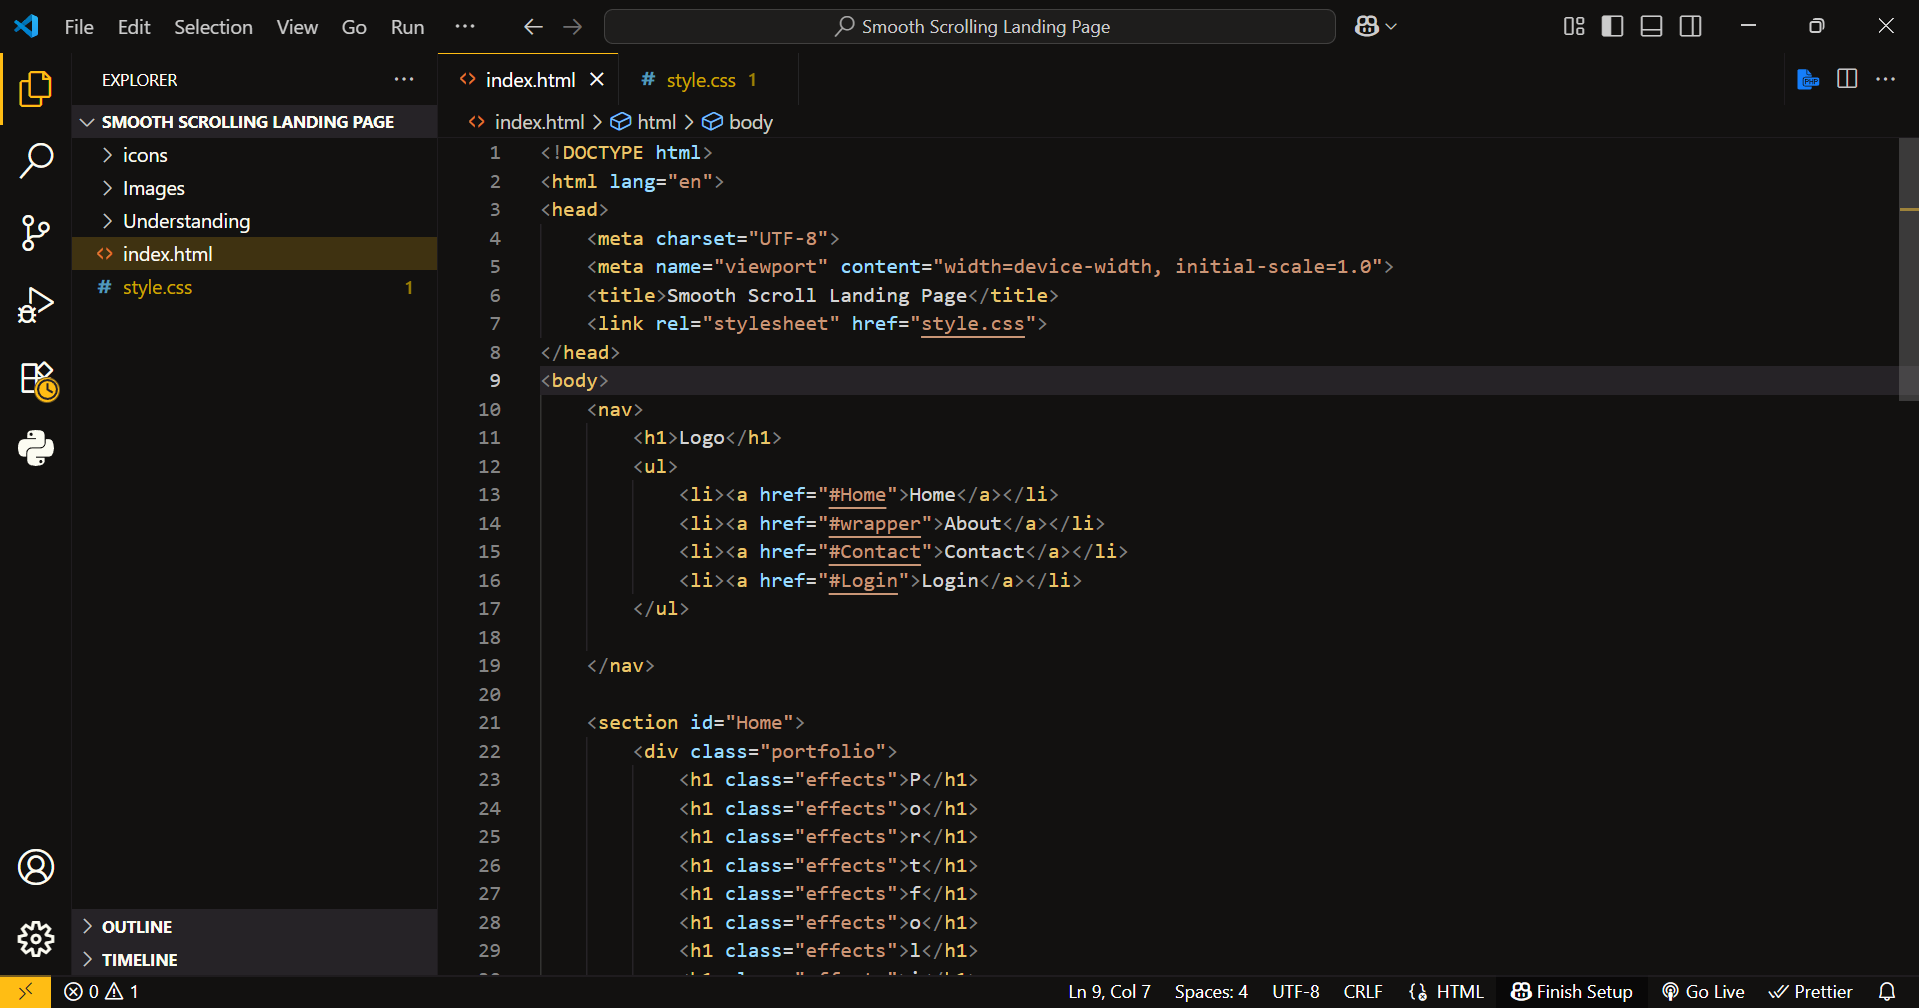 File Edit Selection View Go Run ··· Smooth Scrolling Landing Page
EXPLORER ···
SMOOTH SCROLLING LANDING PAGE
icons
Images
Understanding
index.html
style.css 1
OUTLINE
TIMELINE
index.html style.css 1
index.html > html > body
1 <!DOCTYPE html>
2 <html lang="en">
3 <head>
4 <meta charset="UTF-8">
5 <meta name="viewport" content="width=device-width, initial-scale=1.0">
6 <title>Smooth Scroll Landing Page</title>
7 <link rel="stylesheet" href="style.css">
8 </head>
9 <body>
10 <nav>
11 <h1>Logo</h1>
12 <ul>
13 <li><a href="#Home">Home</a></li>
14 <li><a href="#wrapper">About</a></li>
15 <li><a href="#Contact">Contact</a></li>
16 <li><a href="#Login">Login</a></li>
17 </ul>
18
19 </nav>
20
21 <section id="Home">
22 <div class="portfolio">
23 <h1 class="effects">P</h1>
24 <h1 class="effects">o</h1>
25 <h1 class="effects">r</h1>
26 <h1 class="effects">t</h1>
27 <h1 class="effects">f</h1>
28 <h1 class="effects">o</h1>
29 <h1 class="effects">l</h1>
0 1 Ln 9, Col 7 Spaces: 4 UTF-8 CRLF HTML Finish Setup Go Live Prettier